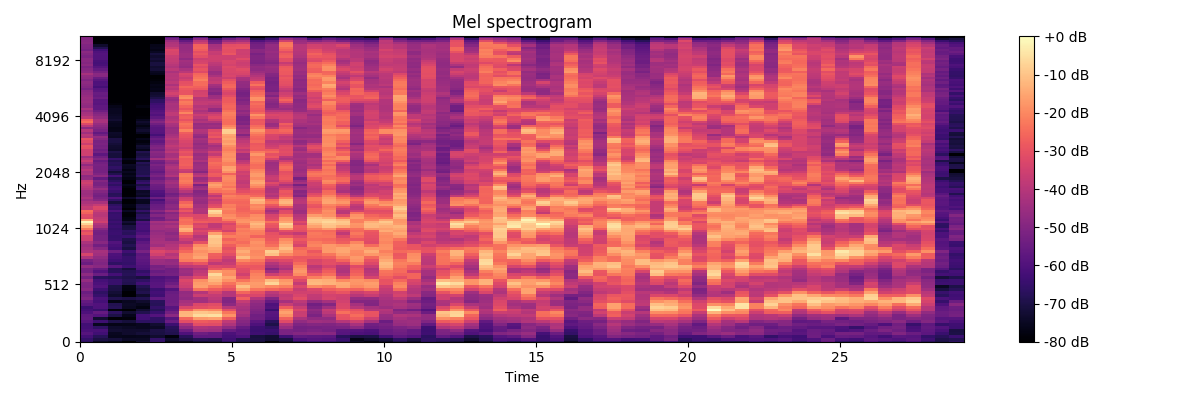 Mel spectrogram
Hz
8192
4096
2048
1024
512
0
0 5 10 15 20 25
Time
+0 dB
-10 dB
-20 dB
-30 dB
-40 dB
-50 dB
-60 dB
-70 dB
-80 dB